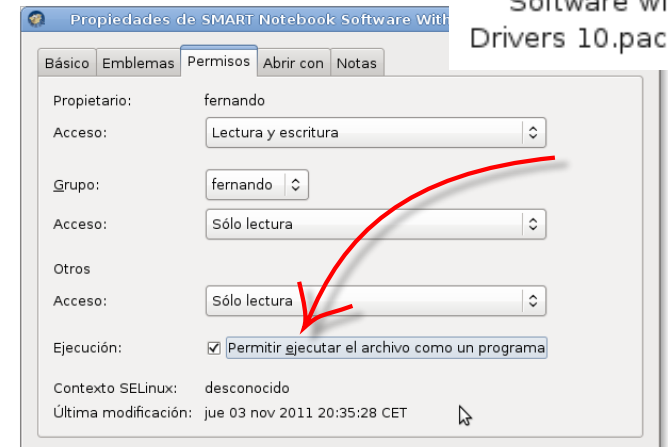 Propiedades de SMART Notebook Software With
Software wi
Drivers 10.pac
Básico Emblemas Permisos Abrir con Notas
Propietario: fernando
Acceso: Lectura y escritura
Grupo: fernando
Acceso: Sólo lectura
Otros
Acceso: Sólo lectura
Ejecución: Permitir ejecutar el archivo como un programa
Contexto SELinux: desconocido
Última modificación: jue 03 nov 2011 20:35:28 CET